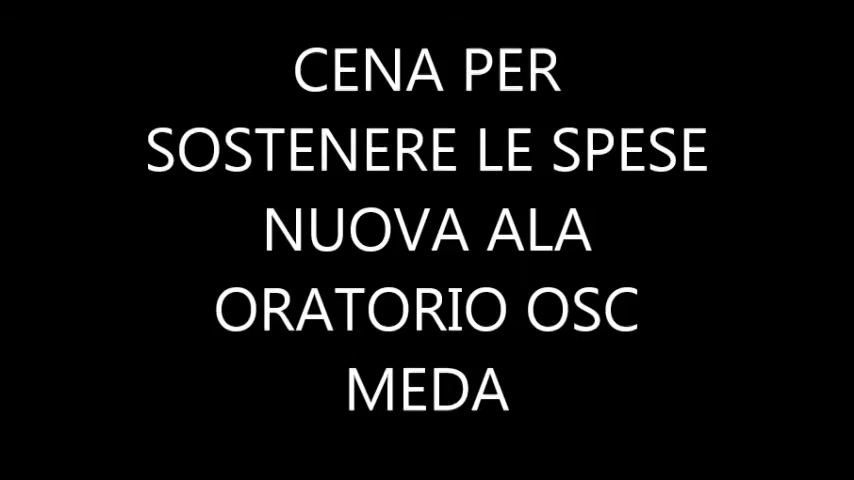 CENA PER
SOSTENERE LE SPESE
NUOVA ALA
ORATORIO OSC
MEDA